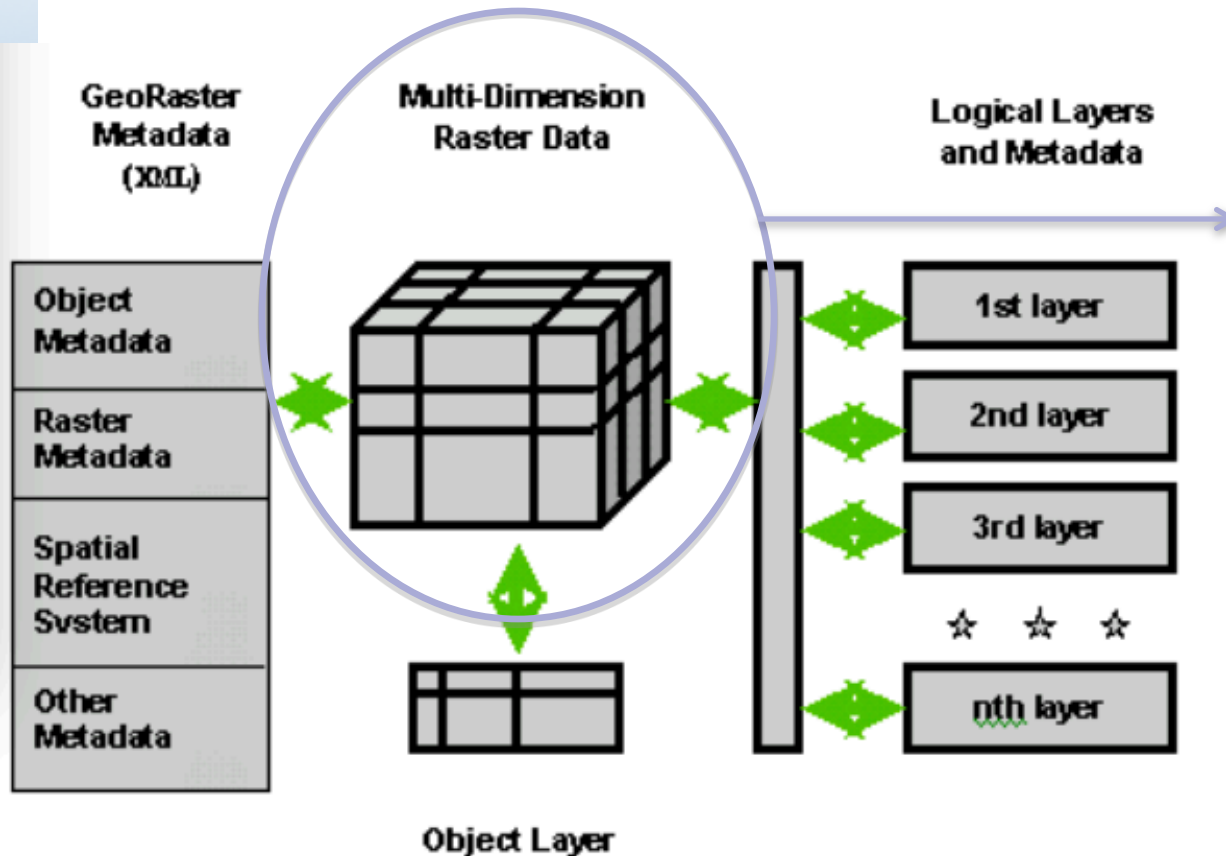 GeoRaster
Metadata
(XML)
Multi-Dimension
Raster Data
Logical Layers
and Metadata
Object
Metadata
Raster
Metadata
Spatial
Reference
System
Other
Metadata
1st layer
2nd layer
3rd layer
nth layer
Object Layer